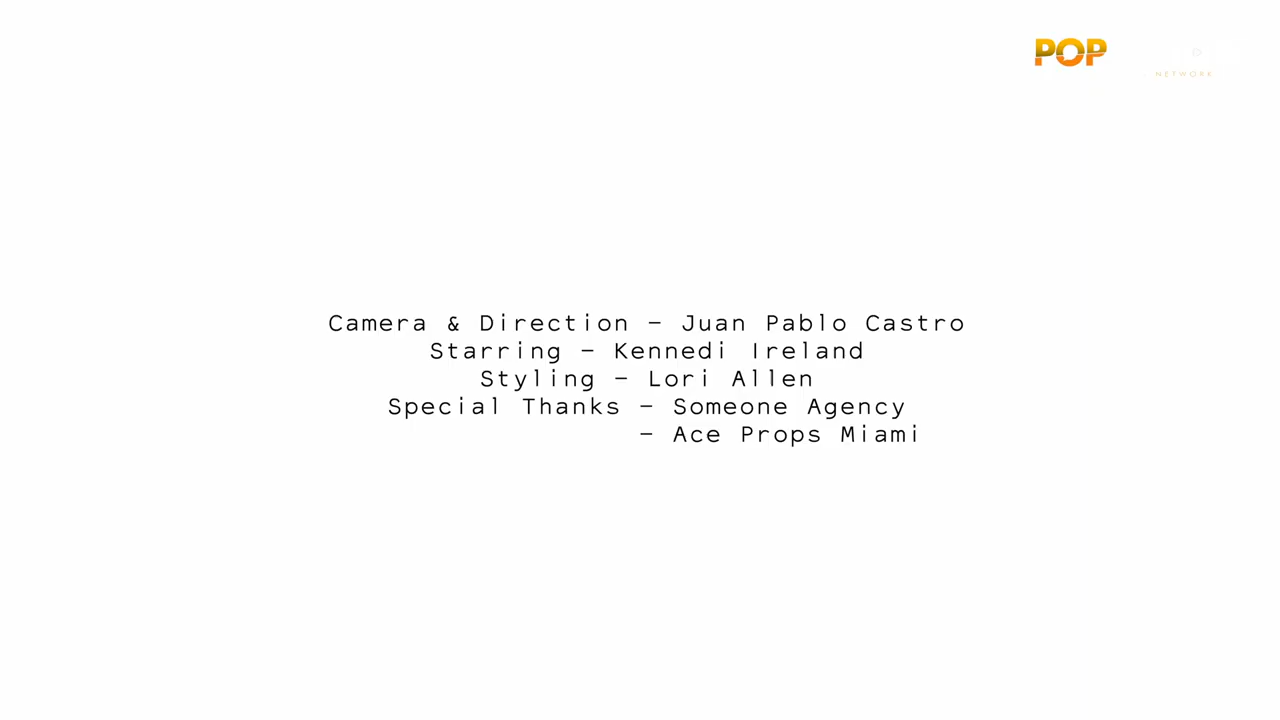 POP
NETWORK
Camera & Direction – Juan Pablo Castro
Starring – Kennedi Ireland
Styling – Lori Allen
Special Thanks – Someone Agency
– Ace Props Miami